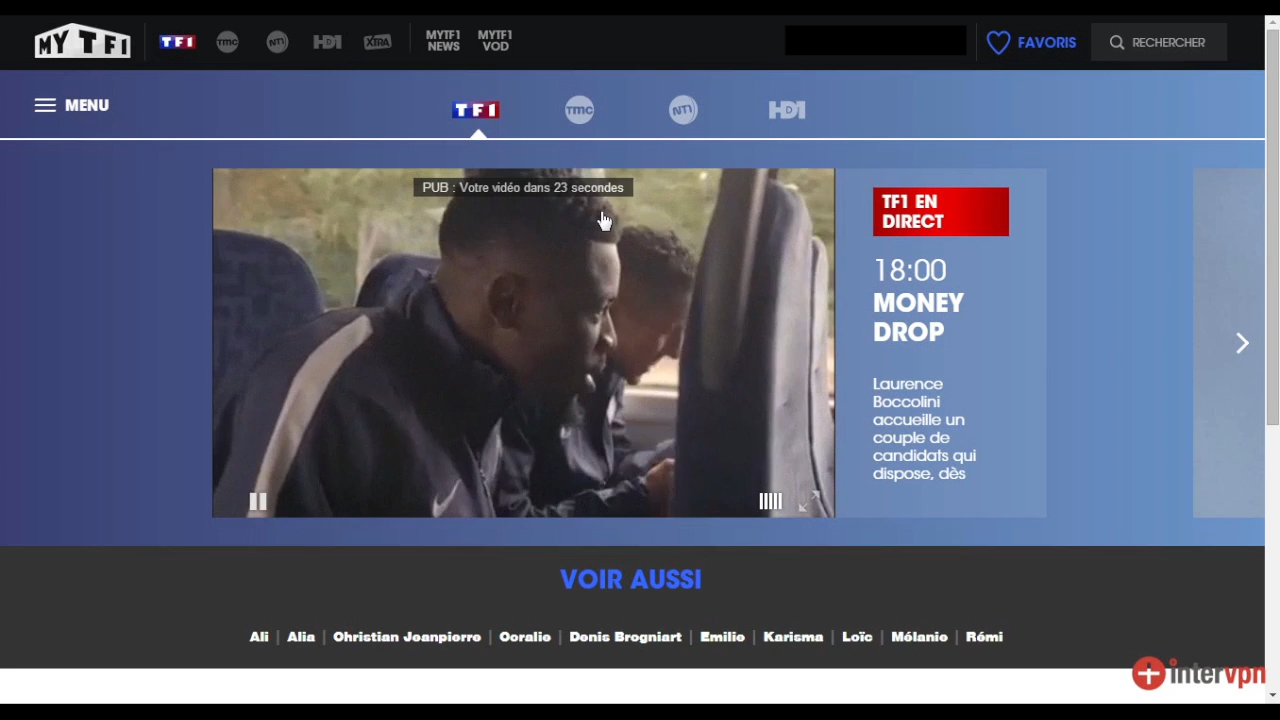 MY TF1
TF1
TMC
NT1
HD1
XTRA
MYTF1
NEWS
MYTF1
VOD
FAVORIS
RECHERCHER
MENU
TF1
TMC
NT1
HD1
PUB : Votre vidéo dans 23 secondes
TF1 EN
DIRECT
18:00
MONEY
DROP
Laurence
Boccolini
accueille un
couple de
candidats qui
dispose, dès
VOIR AUSSI
Ali | Alia | Christian Jeanpierre | Coralie | Denis Brogniart | Emilie | Karisma | Loïc | Mélanie | Rémi
intervpn